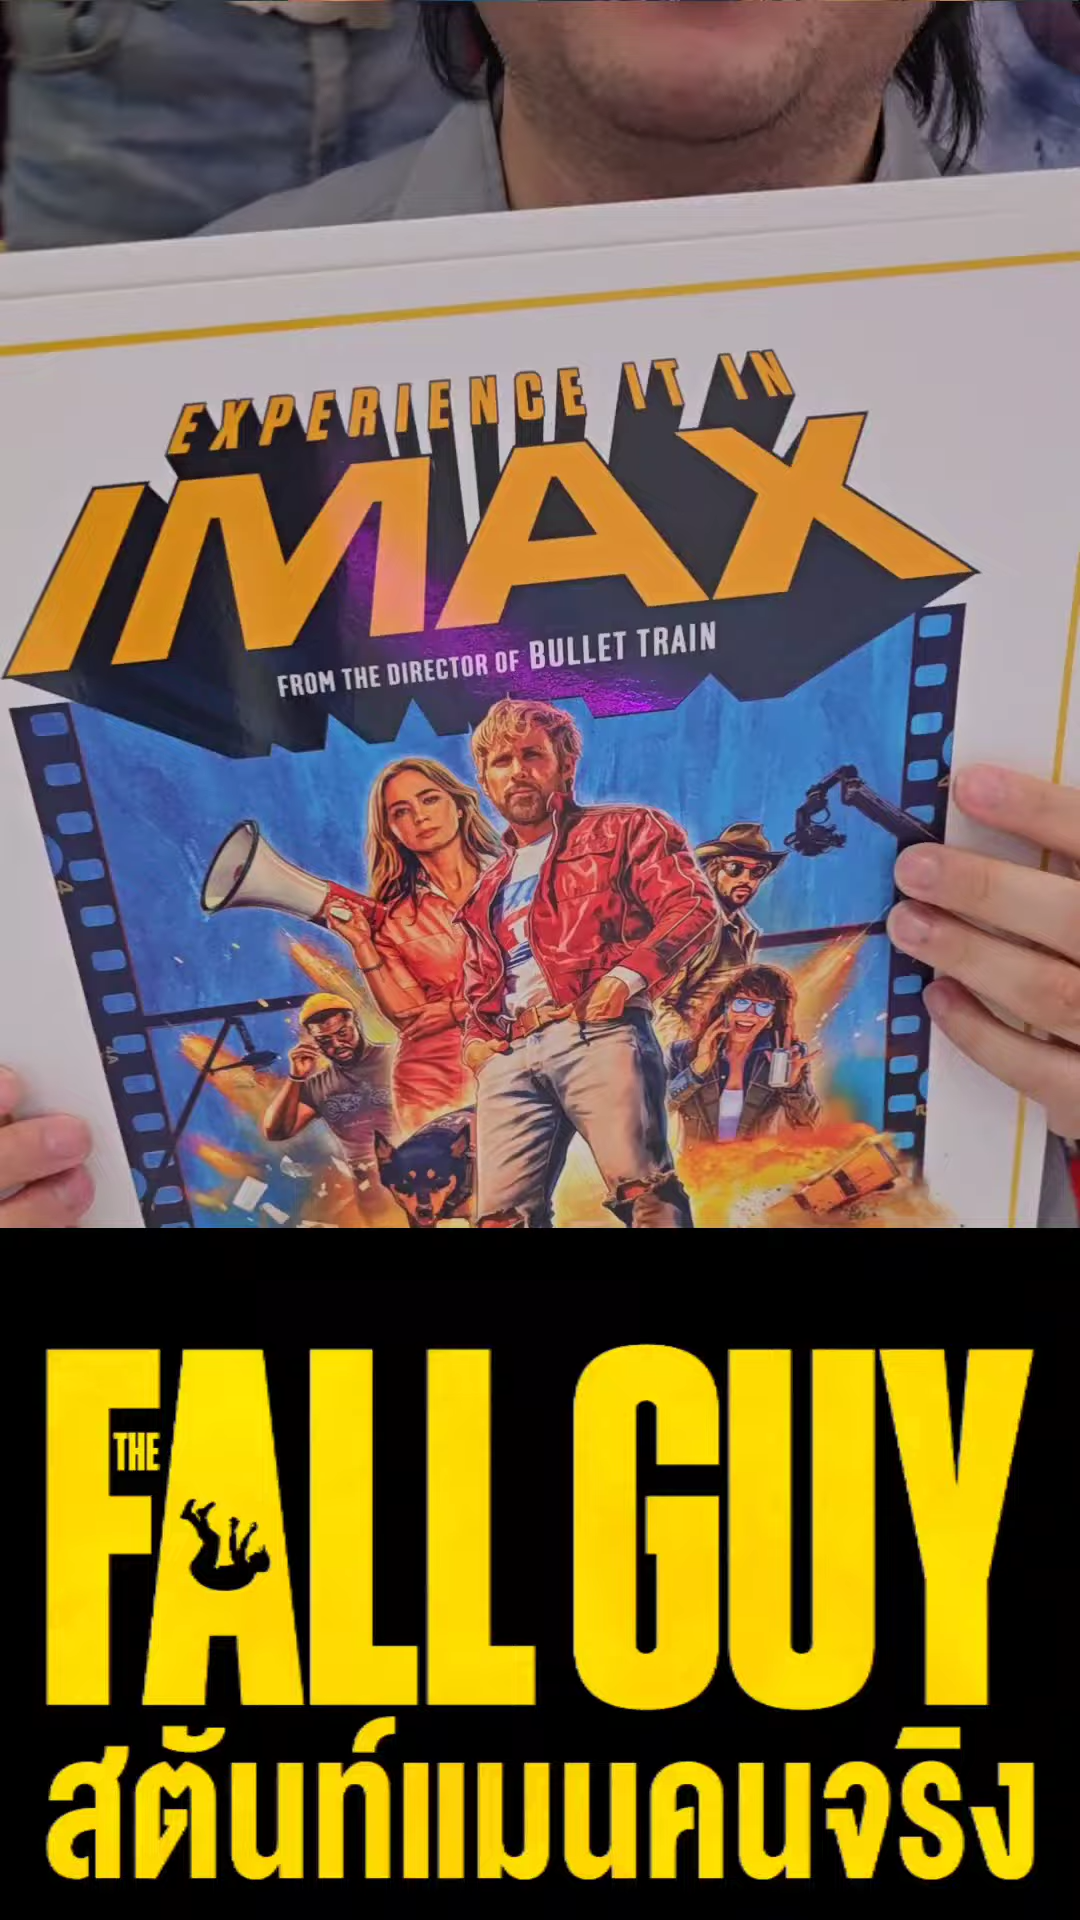 EXPERIENCE IT IN
IMAX
FROM THE DIRECTOR OF BULLET TRAIN
THE
FALL GUY
สตันท์แมนคนจริง